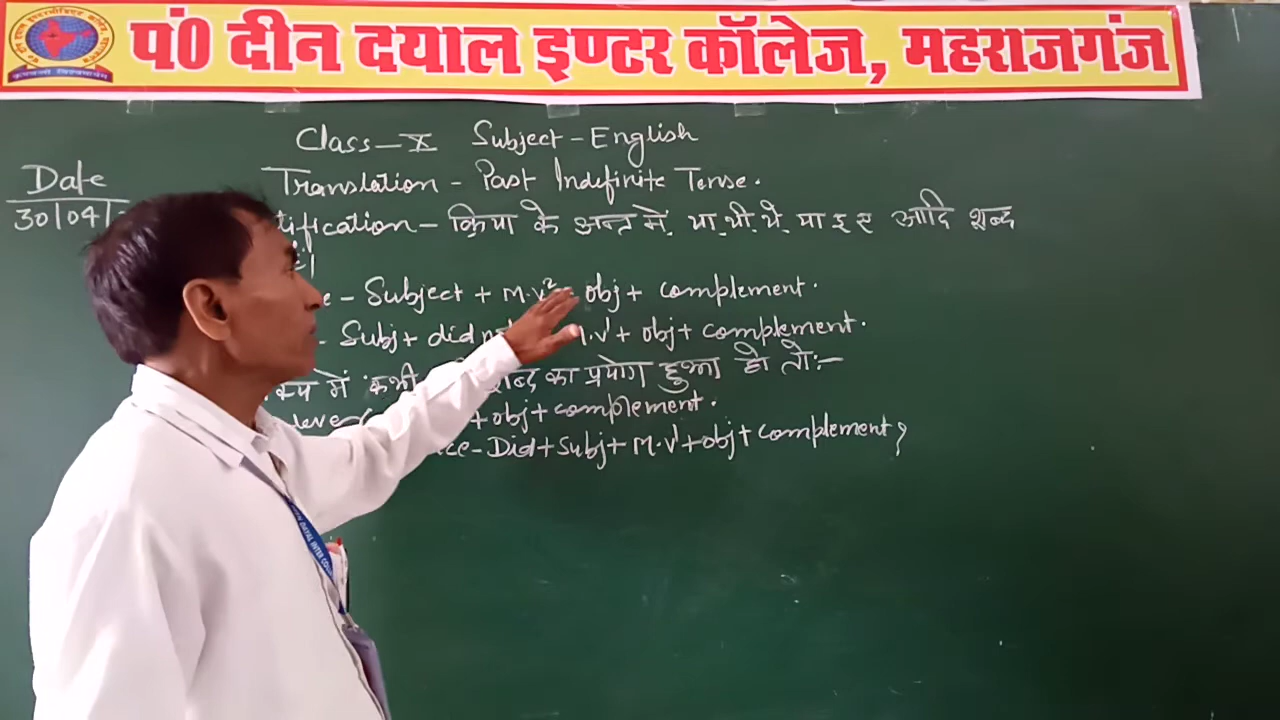 पं० दीन दयाल इण्टर कॉलेज, महराजगंज
Class - X Subject - English
Date
30/04/
Translation - Past Indefinite Tense.
tification - क्रिया के अन्त में, या, थी, थे, या इ ए आदि शब्द
e - Subject + M.V² + obj + complement.
- Subj + did not M.V¹ + obj + complement.
क्य में कभी शब्द का प्रयोग हुआ हो तो:-
+ obj + complement.
ce - Did + Subj + M.V¹ + obj + complement?